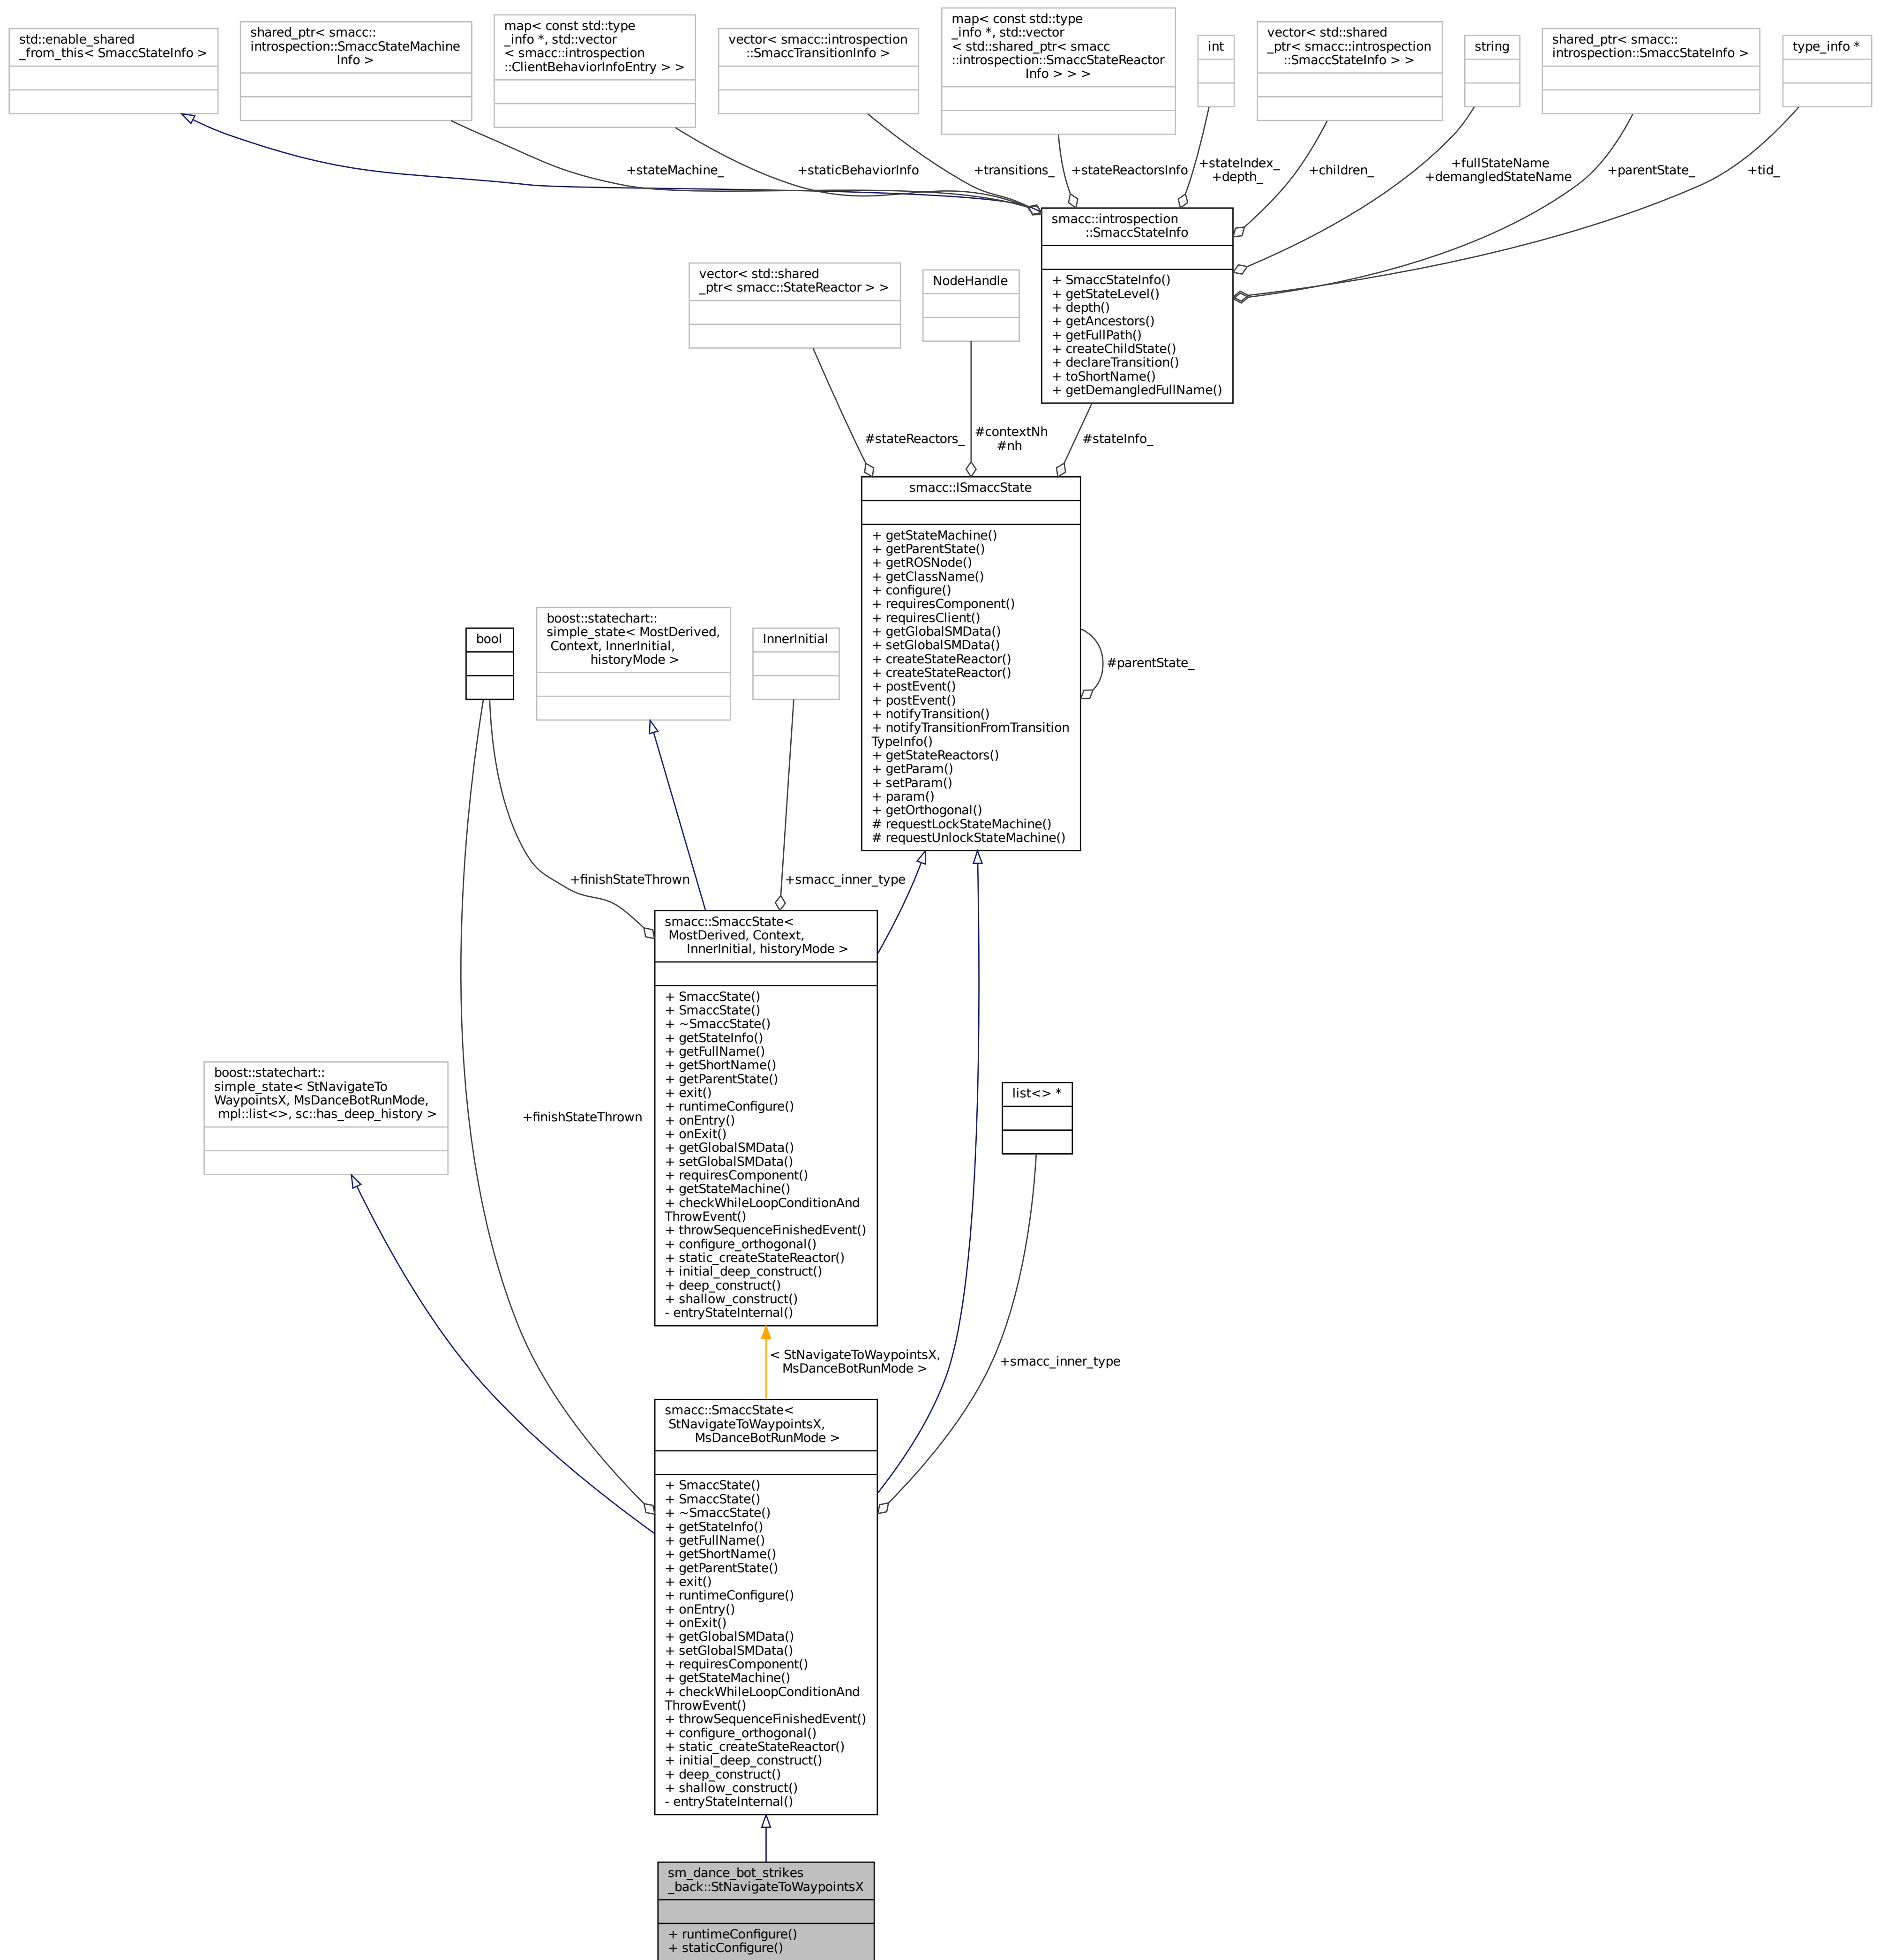 std::enable_shared
_from_this< SmaccStateInfo >
shared_ptr< smacc::
introspection::SmaccStateMachine
Info >
map< const std::type
_info *, std::vector
< smacc::introspection
::ClientBehaviorInfoEntry > >
vector< smacc::introspection
::SmaccTransitionInfo >
map< const std::type
_info *, std::vector
< std::shared_ptr< smacc
::introspection::SmaccStateReactor
Info > > >
int
vector< std::shared
_ptr< smacc::introspection
::SmaccStateInfo > >
string
shared_ptr< smacc::
introspection::SmaccStateInfo >
type_info *
+stateMachine_
+staticBehaviorInfo
+transitions_
+stateReactorsInfo
+stateIndex_
+depth_
+children_
+fullStateName
+demangledStateName
+parentState_
+tid_
smacc::introspection
::SmaccStateInfo
+ SmaccStateInfo()
+ getStateLevel()
+ depth()
+ getAncestors()
+ getFullPath()
+ createChildState()
+ declareTransition()
+ toShortName()
+ getDemangledFullName()
vector< std::shared
_ptr< smacc::StateReactor > >
NodeHandle
#stateReactors_
#contextNh
#nh
#stateInfo_
smacc::ISmaccState
+ getStateMachine()
+ getParentState()
+ getROSNode()
+ getClassName()
+ configure()
+ requiresComponent()
+ requiresClient()
+ getGlobalSMData()
+ setGlobalSMData()
+ createStateReactor()
+ createStateReactor()
+ postEvent()
+ postEvent()
+ notifyTransition()
+ notifyTransitionFromTransition
TypeInfo()
+ getStateReactors()
+ getParam()
+ setParam()
+ param()
+ getOrthogonal()
# requestLockStateMachine()
# requestUnlockStateMachine()
#parentState_
bool
boost::statechart::
simple_state< MostDerived,
Context, InnerInitial,
historyMode >
InnerInitial
+finishStateThrown
+smacc_inner_type
smacc::SmaccState<
MostDerived, Context,
InnerInitial, historyMode >
+ SmaccState()
+ SmaccState()
+ ~SmaccState()
+ getStateInfo()
+ getFullName()
+ getShortName()
+ getParentState()
+ exit()
+ runtimeConfigure()
+ onEntry()
+ onExit()
+ getGlobalSMData()
+ setGlobalSMData()
+ requiresComponent()
+ getStateMachine()
+ checkWhileLoopConditionAnd
ThrowEvent()
+ throwSequenceFinishedEvent()
+ configure_orthogonal()
+ static_createStateReactor()
+ initial_deep_construct()
+ deep_construct()
+ shallow_construct()
- entryStateInternal()
boost::statechart::
simple_state< StNavigateTo
WaypointsX, MsDanceBotRunMode,
mpl::list<>, sc::has_deep_history >
+finishStateThrown
list<> *
< StNavigateToWaypointsX,
MsDanceBotRunMode >
+smacc_inner_type
smacc::SmaccState<
StNavigateToWaypointsX,
MsDanceBotRunMode >
+ SmaccState()
+ SmaccState()
+ ~SmaccState()
+ getStateInfo()
+ getFullName()
+ getShortName()
+ getParentState()
+ exit()
+ runtimeConfigure()
+ onEntry()
+ onExit()
+ getGlobalSMData()
+ setGlobalSMData()
+ requiresComponent()
+ getStateMachine()
+ checkWhileLoopConditionAnd
ThrowEvent()
+ throwSequenceFinishedEvent()
+ configure_orthogonal()
+ static_createStateReactor()
+ initial_deep_construct()
+ deep_construct()
+ shallow_construct()
- entryStateInternal()
sm_dance_bot_strikes
_back::StNavigateToWaypointsX
+ runtimeConfigure()
+ staticConfigure()